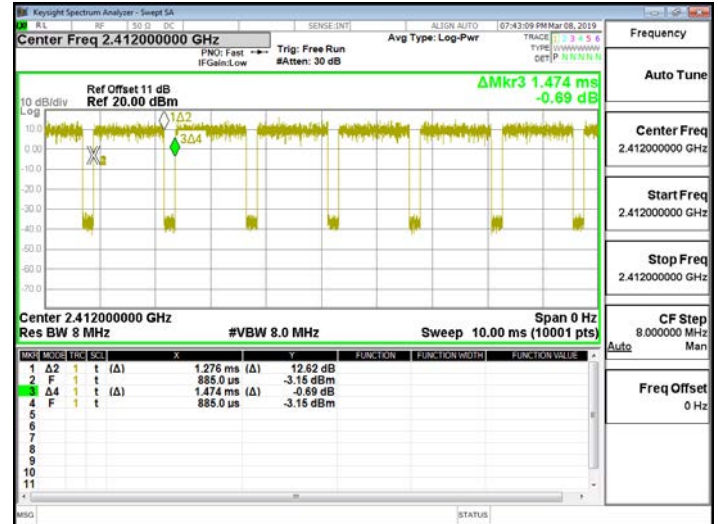 Keysight Spectrum Analyzer - Swept SA
RL RF 50 Ω DC SENSE:INT ALIGN AUTO 07:43:09 PM Mar 08, 2019
Center Freq 2.412000000 GHz
PNO: Fast
IFGain:Low
Trig: Free Run
#Atten: 30 dB
Avg Type: Log-Pwr
TRACE 1 2 3 4 5 6
TYPE WWWWWW
DET P N N N N N
Frequency
Auto Tune
Center Freq
2.412000000 GHz
Start Freq
2.412000000 GHz
Stop Freq
2.412000000 GHz
CF Step
8.000000 MHz
Auto Man
Freq Offset
0 Hz
Ref Offset 11 dB
10 dB/div Ref 20.00 dBm
Log
ΔMkr3 1.474 ms
-0.69 dB
10.0
0.00
-10.0
-20.0
-30.0
-40.0
-50.0
-60.0
-70.0
1Δ2
3Δ4
Center 2.412000000 GHz Span 0 Hz
Res BW 8 MHz #VBW 8.0 MHz Sweep 10.00 ms (10001 pts)
MKR MODE TRC SCL X Y FUNCTION FUNCTION WIDTH FUNCTION VALUE
1 Δ2 1 t (Δ) 1.276 ms (Δ) 12.62 dB
2 F 1 t 885.0 us -3.15 dBm
3 Δ4 1 t (Δ) 1.474 ms (Δ) -0.69 dB
4 F 1 t 885.0 us -3.15 dBm
5
6
7
8
9
10
11
MSG STATUS